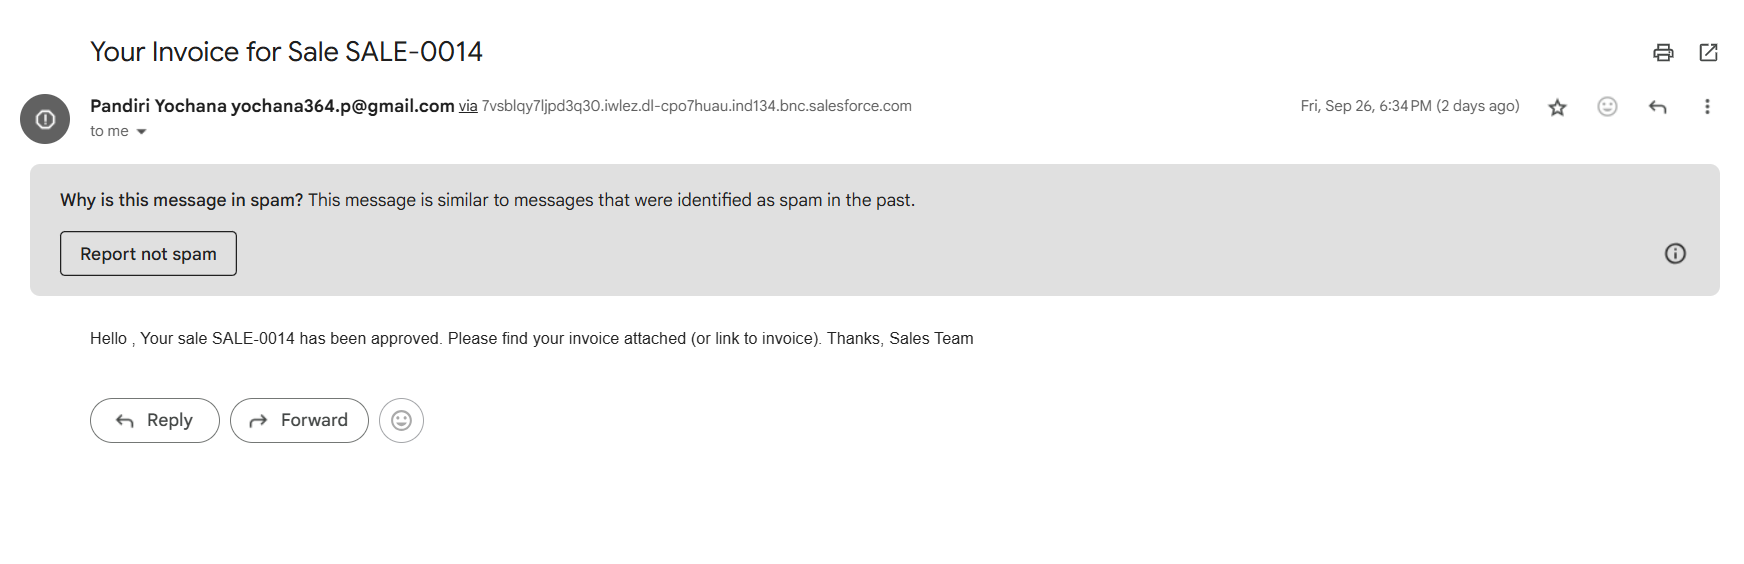 Your Invoice for Sale SALE-0014
Pandiri Yochana yochana364.p@gmail.com via 7vsblqy7ljpd3q30.iwlez.dl-cpo7huau.ind134.bnc.salesforce.com Fri, Sep 26, 6:34 PM (2 days ago)
to me
Why is this message in spam? This message is similar to messages that were identified as spam in the past.
Report not spam
Hello , Your sale SALE-0014 has been approved. Please find your invoice attached (or link to invoice). Thanks, Sales Team
Reply Forward